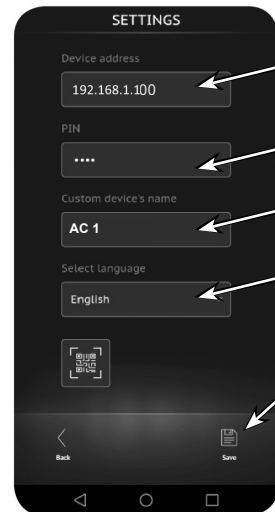 SETTINGS
Device address
192.168.1.100
PIN
••••
Custom device's name
AC 1
Select language
English
Back
Save